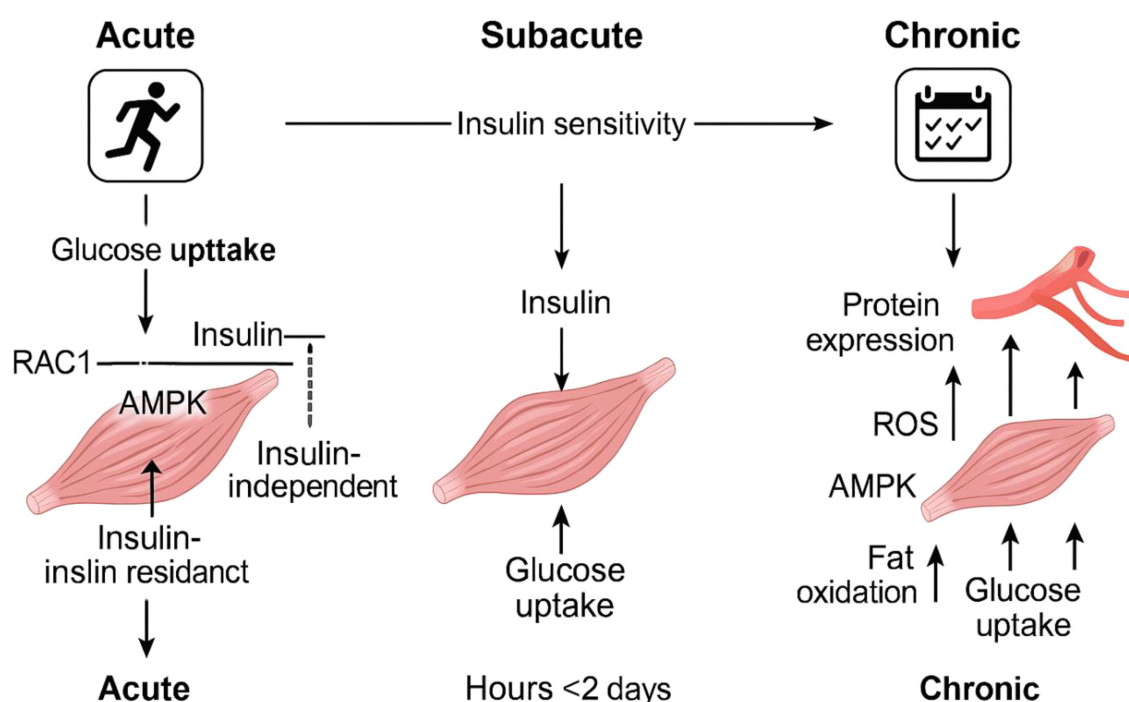 Acute
Subacute
Chronic
Insulin sensitivity
Glucose upttake
Insulin
RAC1
AMPK
Insulin-
independent
Insulin-
inslin residanct
Acute
Insulin
Glucose
uptake
Hours <2 days
Protein
expression
ROS
AMPK
Fat
oxidation
Glucose
uptake
Chronic